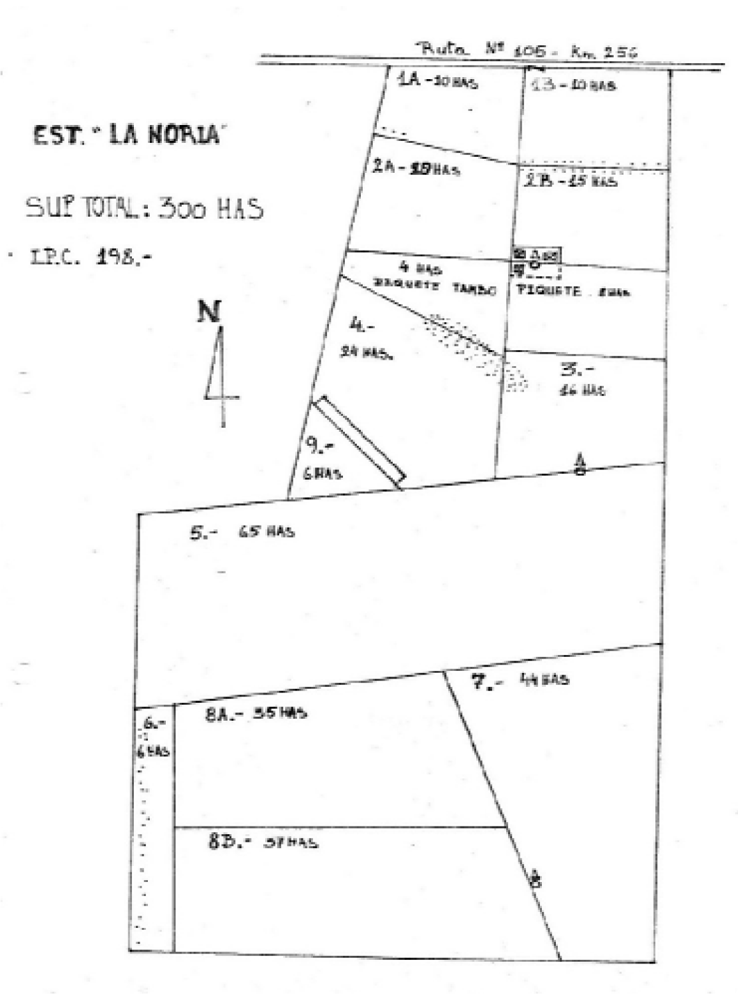 Ruta Nº 105 - Km 256
1A - 10 HAS
1B - 10 HAS
EST. "LA NORIA"
2A - HAS
2B - 15 HAS
SUP TOTAL: 300 HAS
I.P.C. 198.-
4 HAS
PIQUETE TAMBO
PIQUETE HAS
N
4.-
24 HAS.
3.-
16 HAS
9.-
6 HAS
5.- 65 HAS
7.- 44 HAS
6.-
6 HAS
8A.- 35 HAS
8B.- 37 HAS